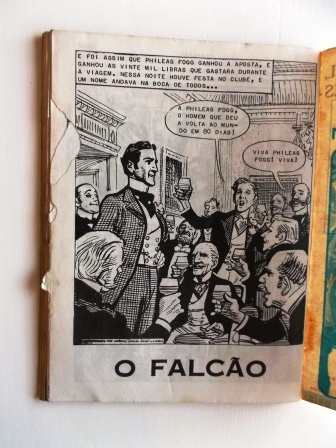 E FOI ASSIM QUE PHILEAS FOGG GANHOU A APOSTA, E
GANHOU AS VINTE MIL LIBRAS QUE GASTARA DURANTE
A VIAGEM. NESSA NOITE HOUVE FESTA NO CLUBE, E
UM NOME ANDAVA NA BOCA DE TODOS...
A PHILEAS FOGG,
O HOMEM QUE DEU
A VOLTA AO MUN-
DO EM 80 DIAS!
VIVA PHILEAS
FOGG! VIVA!
O FALCÃO